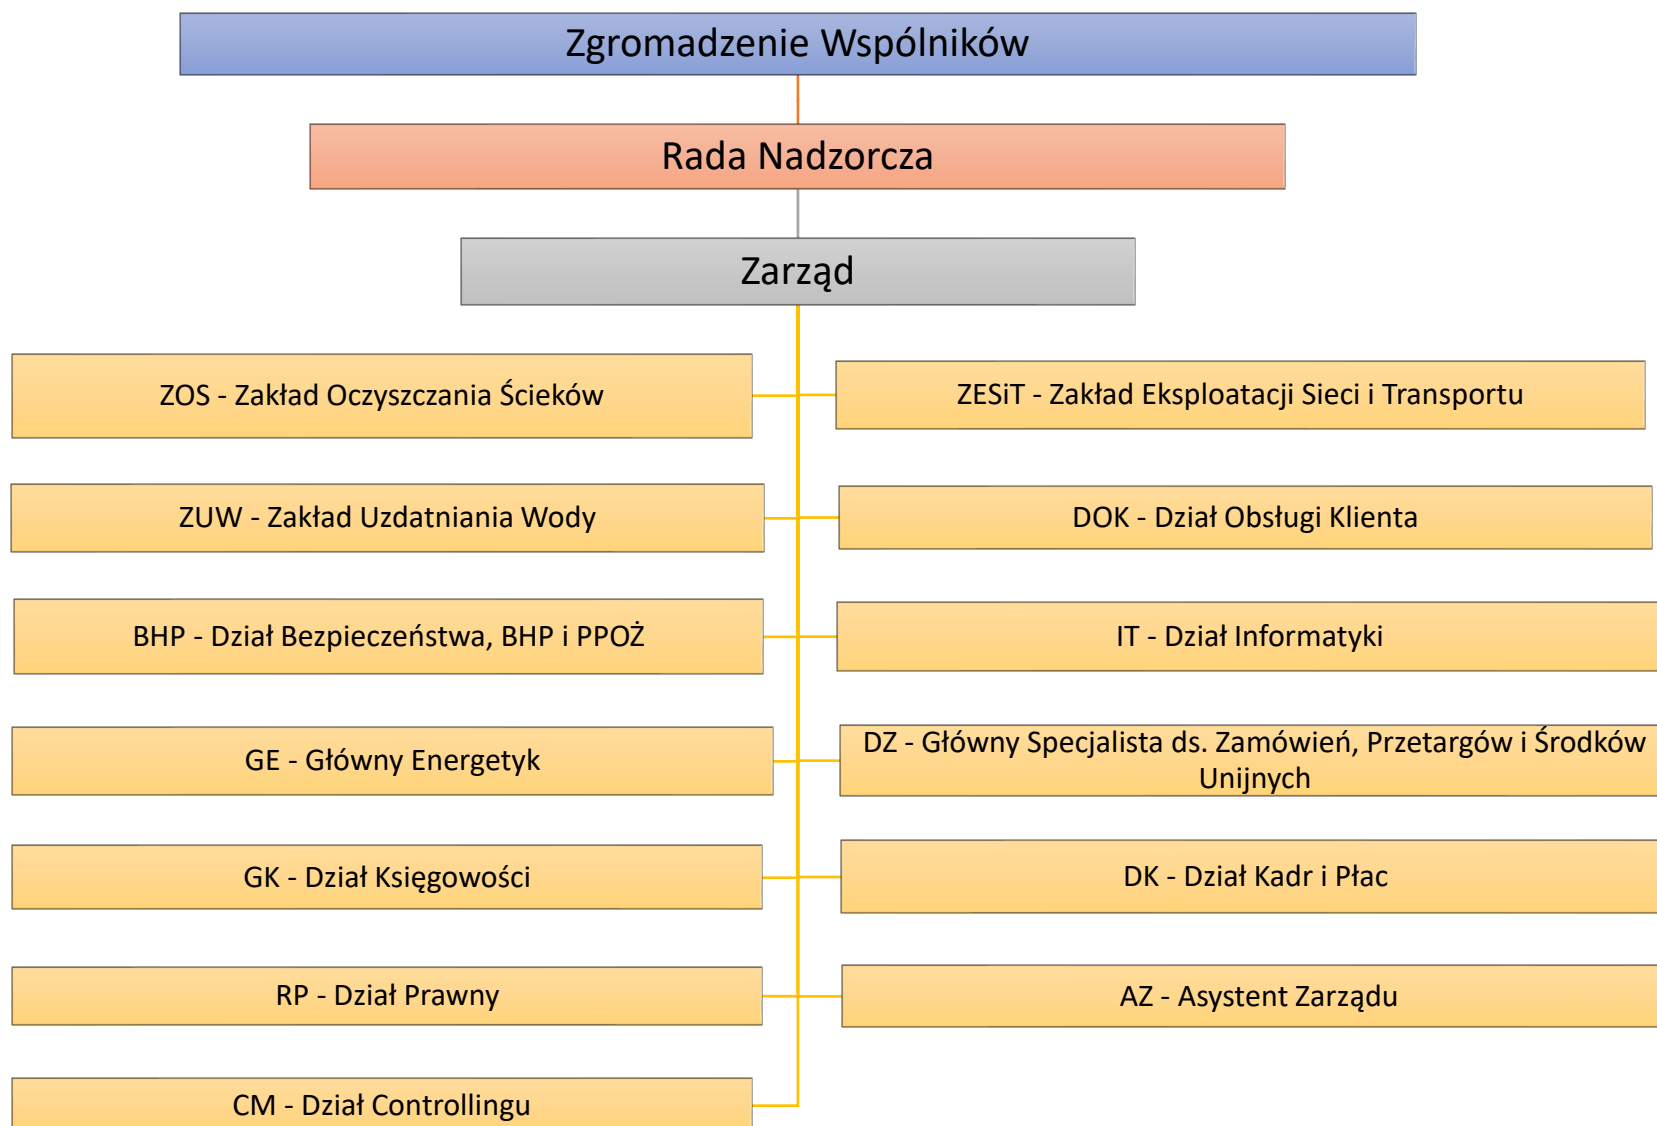 Zgromadzenie Wspólników
Rada Nadzorcza
Zarząd
ZOS - Zakład Oczyszczania Ścieków
ZESiT - Zakład Eksploatacji Sieci i Transportu
ZUW - Zakład Uzdatniania Wody
DOK - Dział Obsługi Klienta
BHP - Dział Bezpieczeństwa, BHP i PPOŻ
IT - Dział Informatyki
GE - Główny Energetyk
DZ - Główny Specjalista ds. Zamówień, Przetargów i Środków
Unijnych
GK - Dział Księgowości
DK - Dział Kadr i Płac
RP - Dział Prawny
AZ - Asystent Zarządu
CM - Dział Controllingu